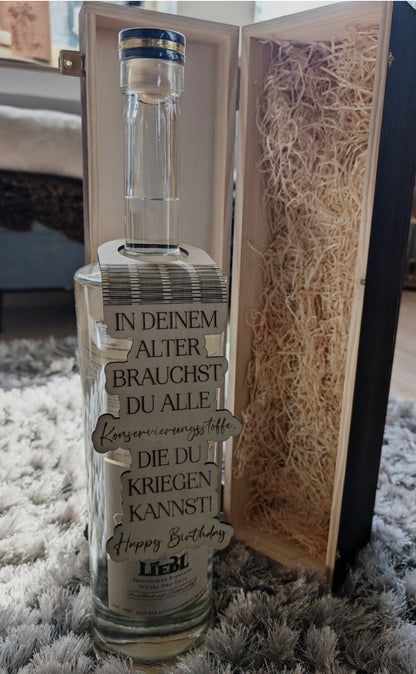 IN DEINEM
ALTER
BRAUCHST
DU ALLE
Konservierungsstoffe,
DIE DU
KRIEGEN
KANNST!
Happy Birthday
LIEBL